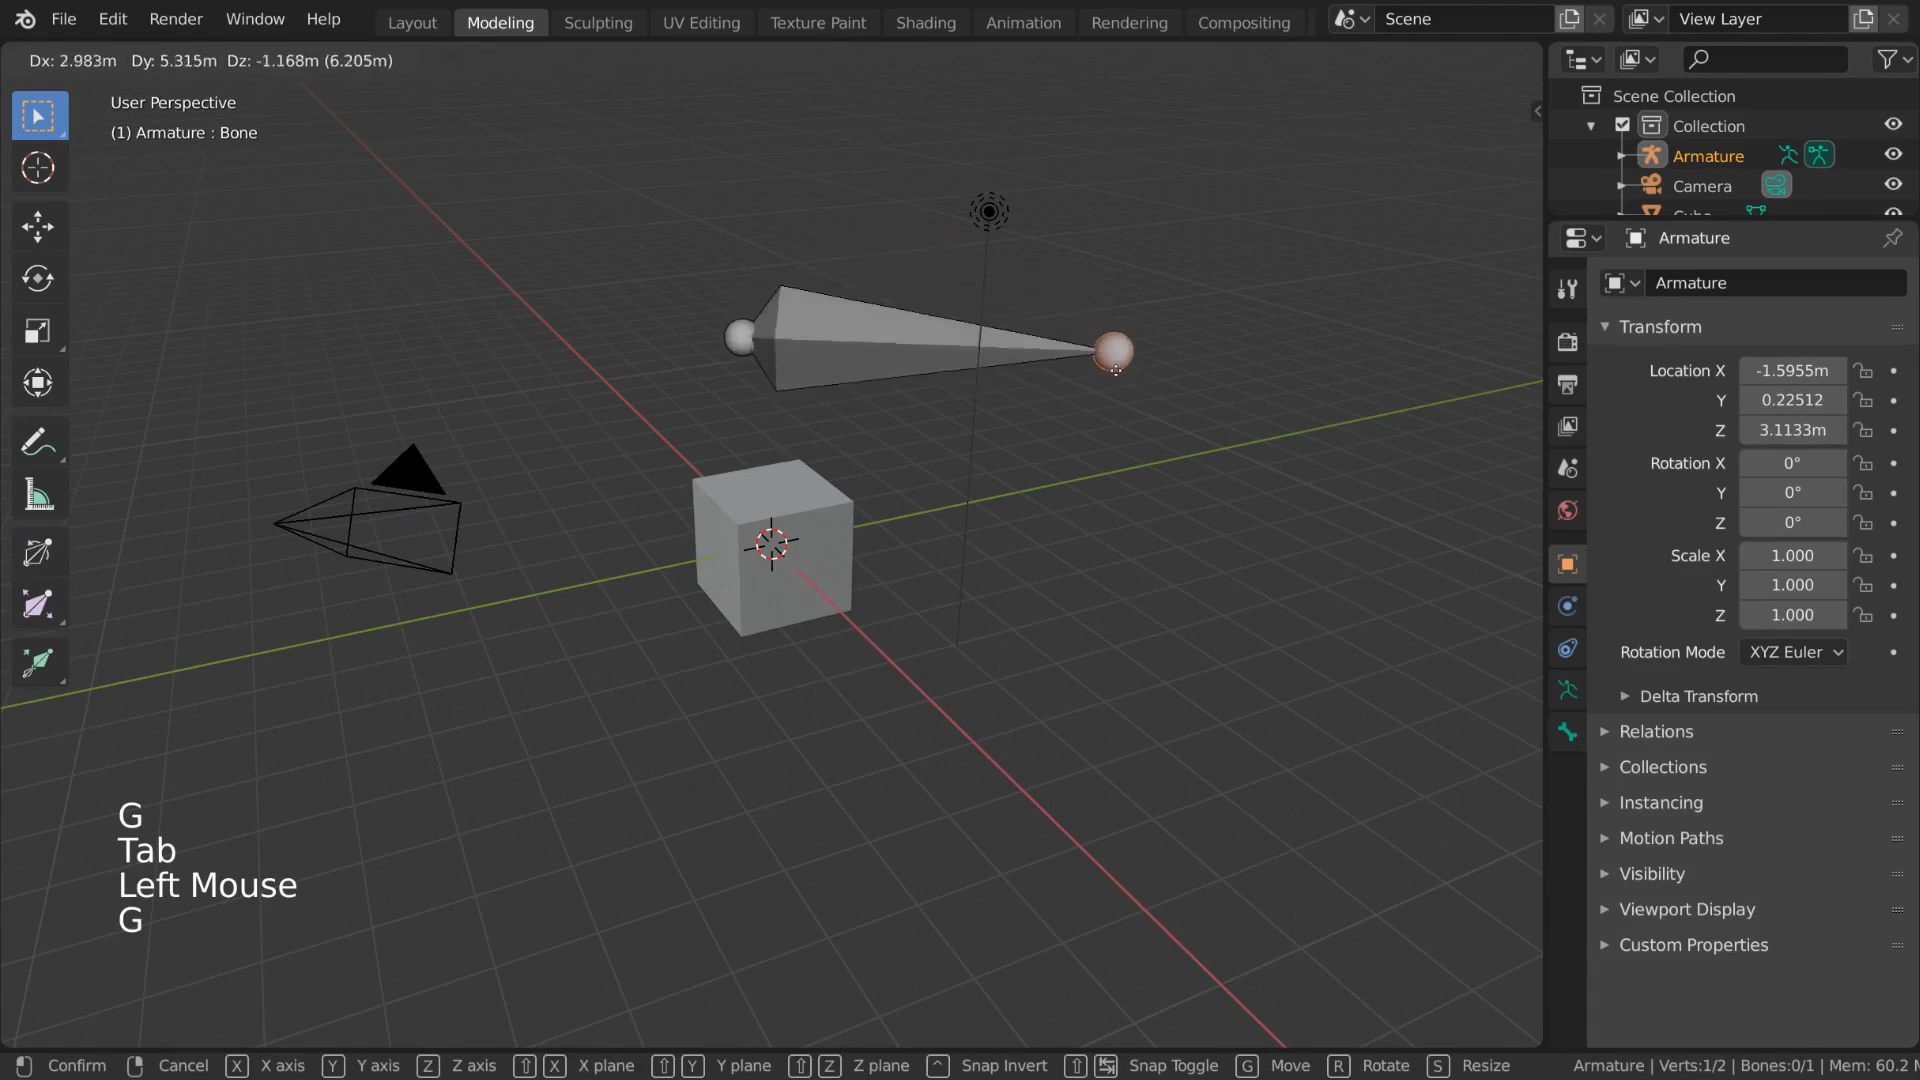 File Edit Render Window Help Layout Modeling Sculpting UV Editing Texture Paint Shading Animation Rendering Compositing Scene View Layer
Dx: 2.983m Dy: 5.315m Dz: -1.168m (6.205m)
User Perspective
(1) Armature : Bone
Scene Collection
Collection
Armature
Camera
Armature
Armature
Transform
Location X -1.5955m
Y 0.22512
Z 3.1133m
Rotation X 0°
Y 0°
Z 0°
Scale X 1.000
Y 1.000
Z 1.000
Rotation Mode XYZ Euler
Delta Transform
Relations
Collections
Instancing
Motion Paths
Visibility
Viewport Display
Custom Properties
G
Tab
Left Mouse
G
Confirm Cancel X X axis Y Y axis Z Z axis X X plane Y Y plane Z Z plane ^ Snap Invert Snap Toggle G Move R Rotate S Resize Armature | Verts:1/2 | Bones:0/1 | Mem: 60.2